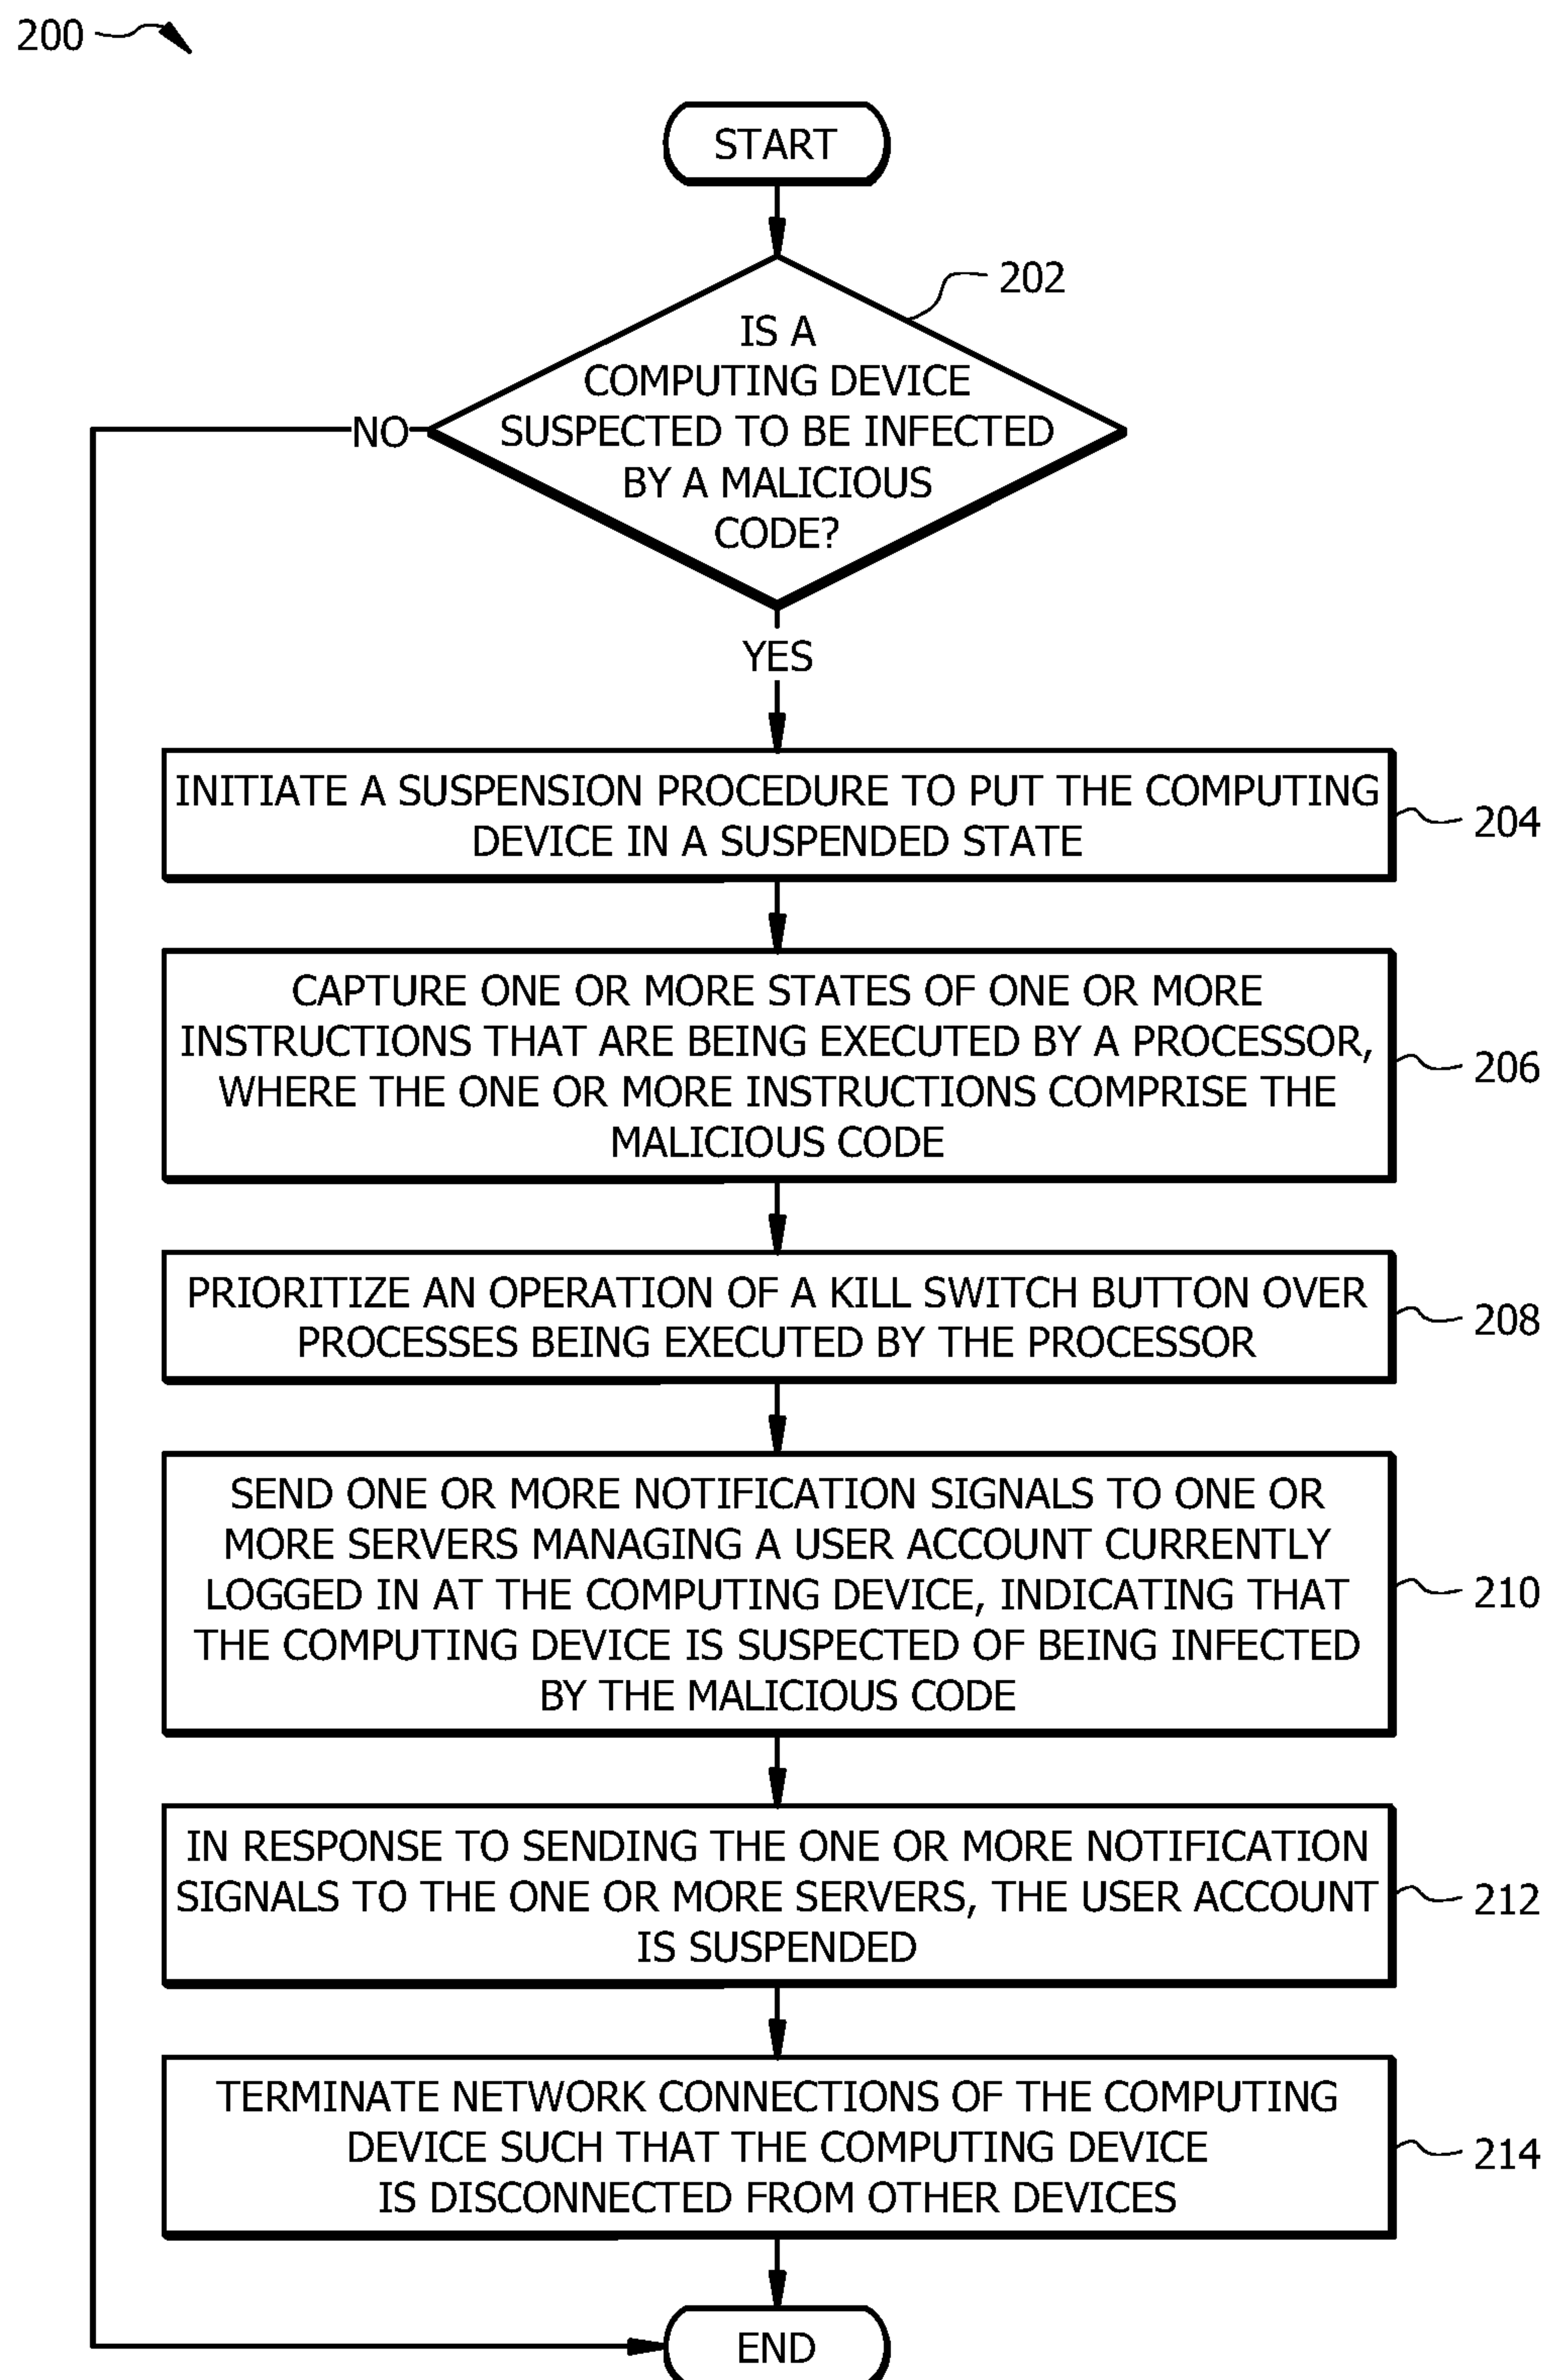 200
START
202
IS A
COMPUTING DEVICE
SUSPECTED TO BE INFECTED
BY A MALICIOUS
CODE?
NO
YES
INITIATE A SUSPENSION PROCEDURE TO PUT THE COMPUTING
DEVICE IN A SUSPENDED STATE
204
CAPTURE ONE OR MORE STATES OF ONE OR MORE
INSTRUCTIONS THAT ARE BEING EXECUTED BY A PROCESSOR,
WHERE THE ONE OR MORE INSTRUCTIONS COMPRISE THE
MALICIOUS CODE
206
PRIORITIZE AN OPERATION OF A KILL SWITCH BUTTON OVER
PROCESSES BEING EXECUTED BY THE PROCESSOR
208
SEND ONE OR MORE NOTIFICATION SIGNALS TO ONE OR
MORE SERVERS MANAGING A USER ACCOUNT CURRENTLY
LOGGED IN AT THE COMPUTING DEVICE, INDICATING THAT
THE COMPUTING DEVICE IS SUSPECTED OF BEING INFECTED
BY THE MALICIOUS CODE
210
IN RESPONSE TO SENDING THE ONE OR MORE NOTIFICATION
SIGNALS TO THE ONE OR MORE SERVERS, THE USER ACCOUNT
IS SUSPENDED
212
TERMINATE NETWORK CONNECTIONS OF THE COMPUTING
DEVICE SUCH THAT THE COMPUTING DEVICE
IS DISCONNECTED FROM OTHER DEVICES
214
END